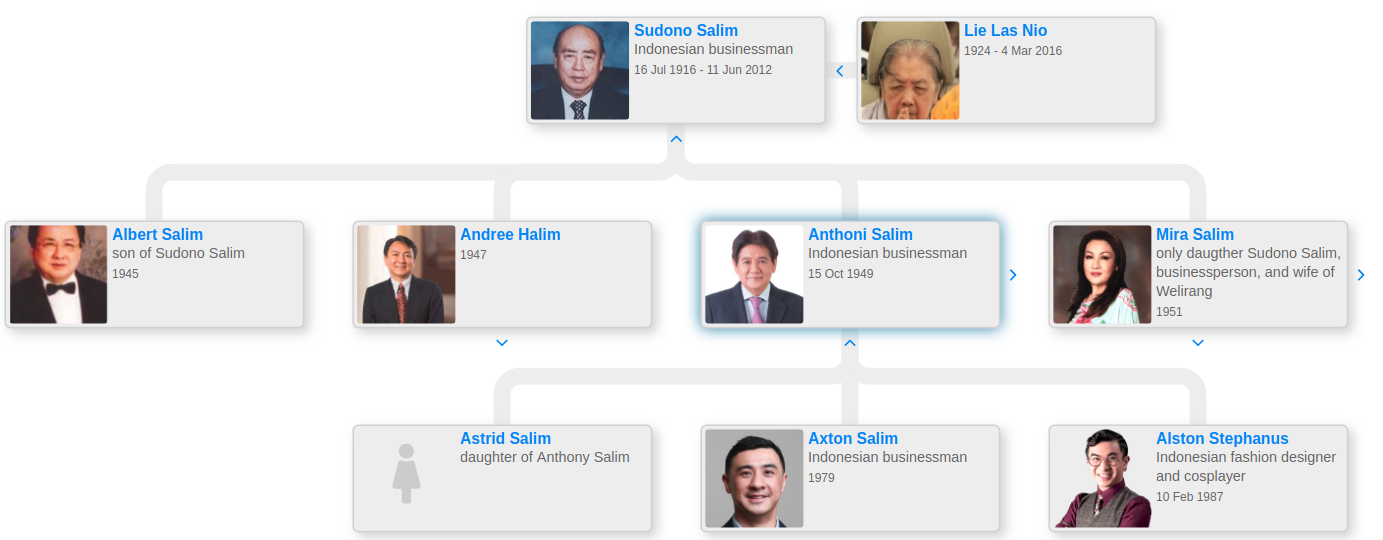 Sudono Salim
Indonesian businessman
16 Jul 1916 - 11 Jun 2012
Lie Las Nio
1924 - 4 Mar 2016
Albert Salim
son of Sudono Salim
1945
Andree Halim
1947
Anthoni Salim
Indonesian businessman
15 Oct 1949
Mira Salim
only daugther Sudono Salim,
businessperson, and wife of
Welirang
1951
Astrid Salim
daughter of Anthony Salim
Axton Salim
Indonesian businessman
1979
Alston Stephanus
Indonesian fashion designer
and cosplayer
10 Feb 1987